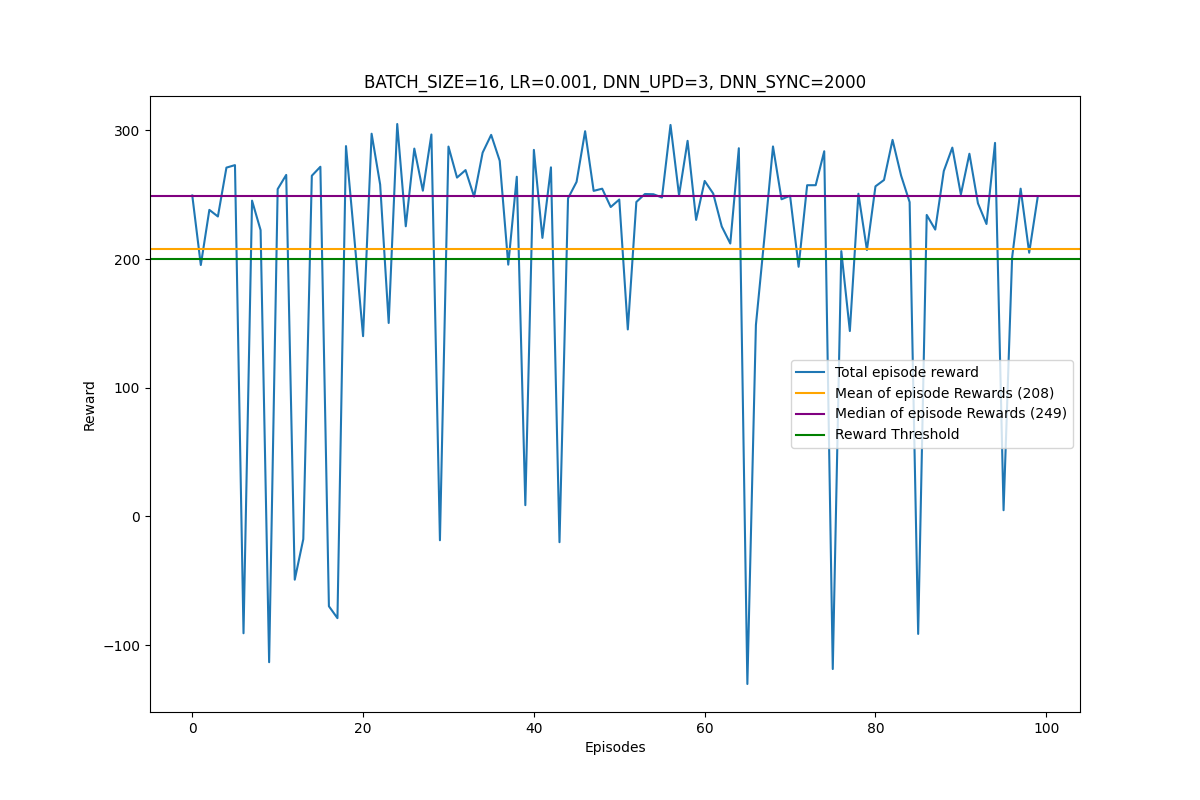 BATCH_SIZE=16, LR=0.001, DNN_UPD=3, DNN_SYNC=2000
300
200
100
0
−100
Reward
Total episode reward
Mean of episode Rewards (208)
Median of episode Rewards (249)
Reward Threshold
0 20 40 60 80 100
Episodes